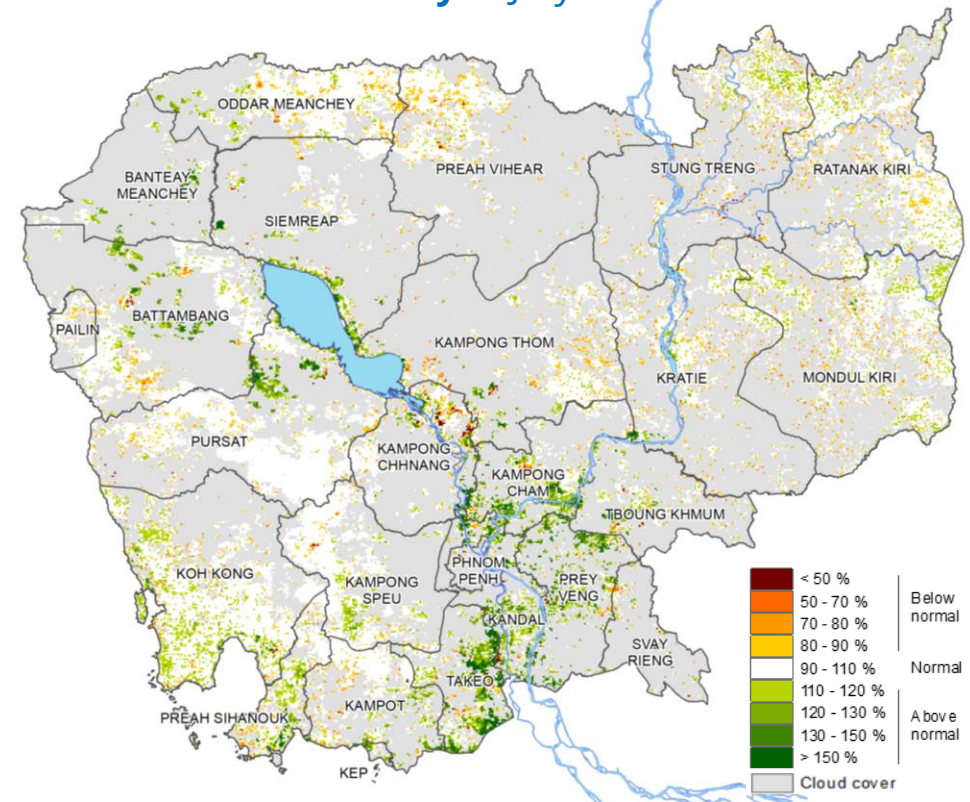 ODDAR MEANCHEY
PREAH VIHEAR
STUNG TRENG
RATANAK KIRI
BANTEAY
MEANCHEY
SIEMREAP
PAILIN
BATTAMBANG
KAMPONG THOM
KRATIE
MONDUL KIRI
PURSAT
KAMPONG
CHHNANG
KAMPONG
CHAM
TBOUNG KHMUM
KOH KONG
KAMPONG
SPEU
PHNOM
PENH
PREY
VENG
KANDAL
SVAY
RIENG
TAKEO
PREAH SIHANOUK
KAMPOT
KEP
< 50 %
50 - 70 %
70 - 80 %
80 - 90 %
Below
normal
90 - 110 %
Normal
110 - 120 %
120 - 130 %
130 - 150 %
> 150 %
Above
normal
Cloud cover